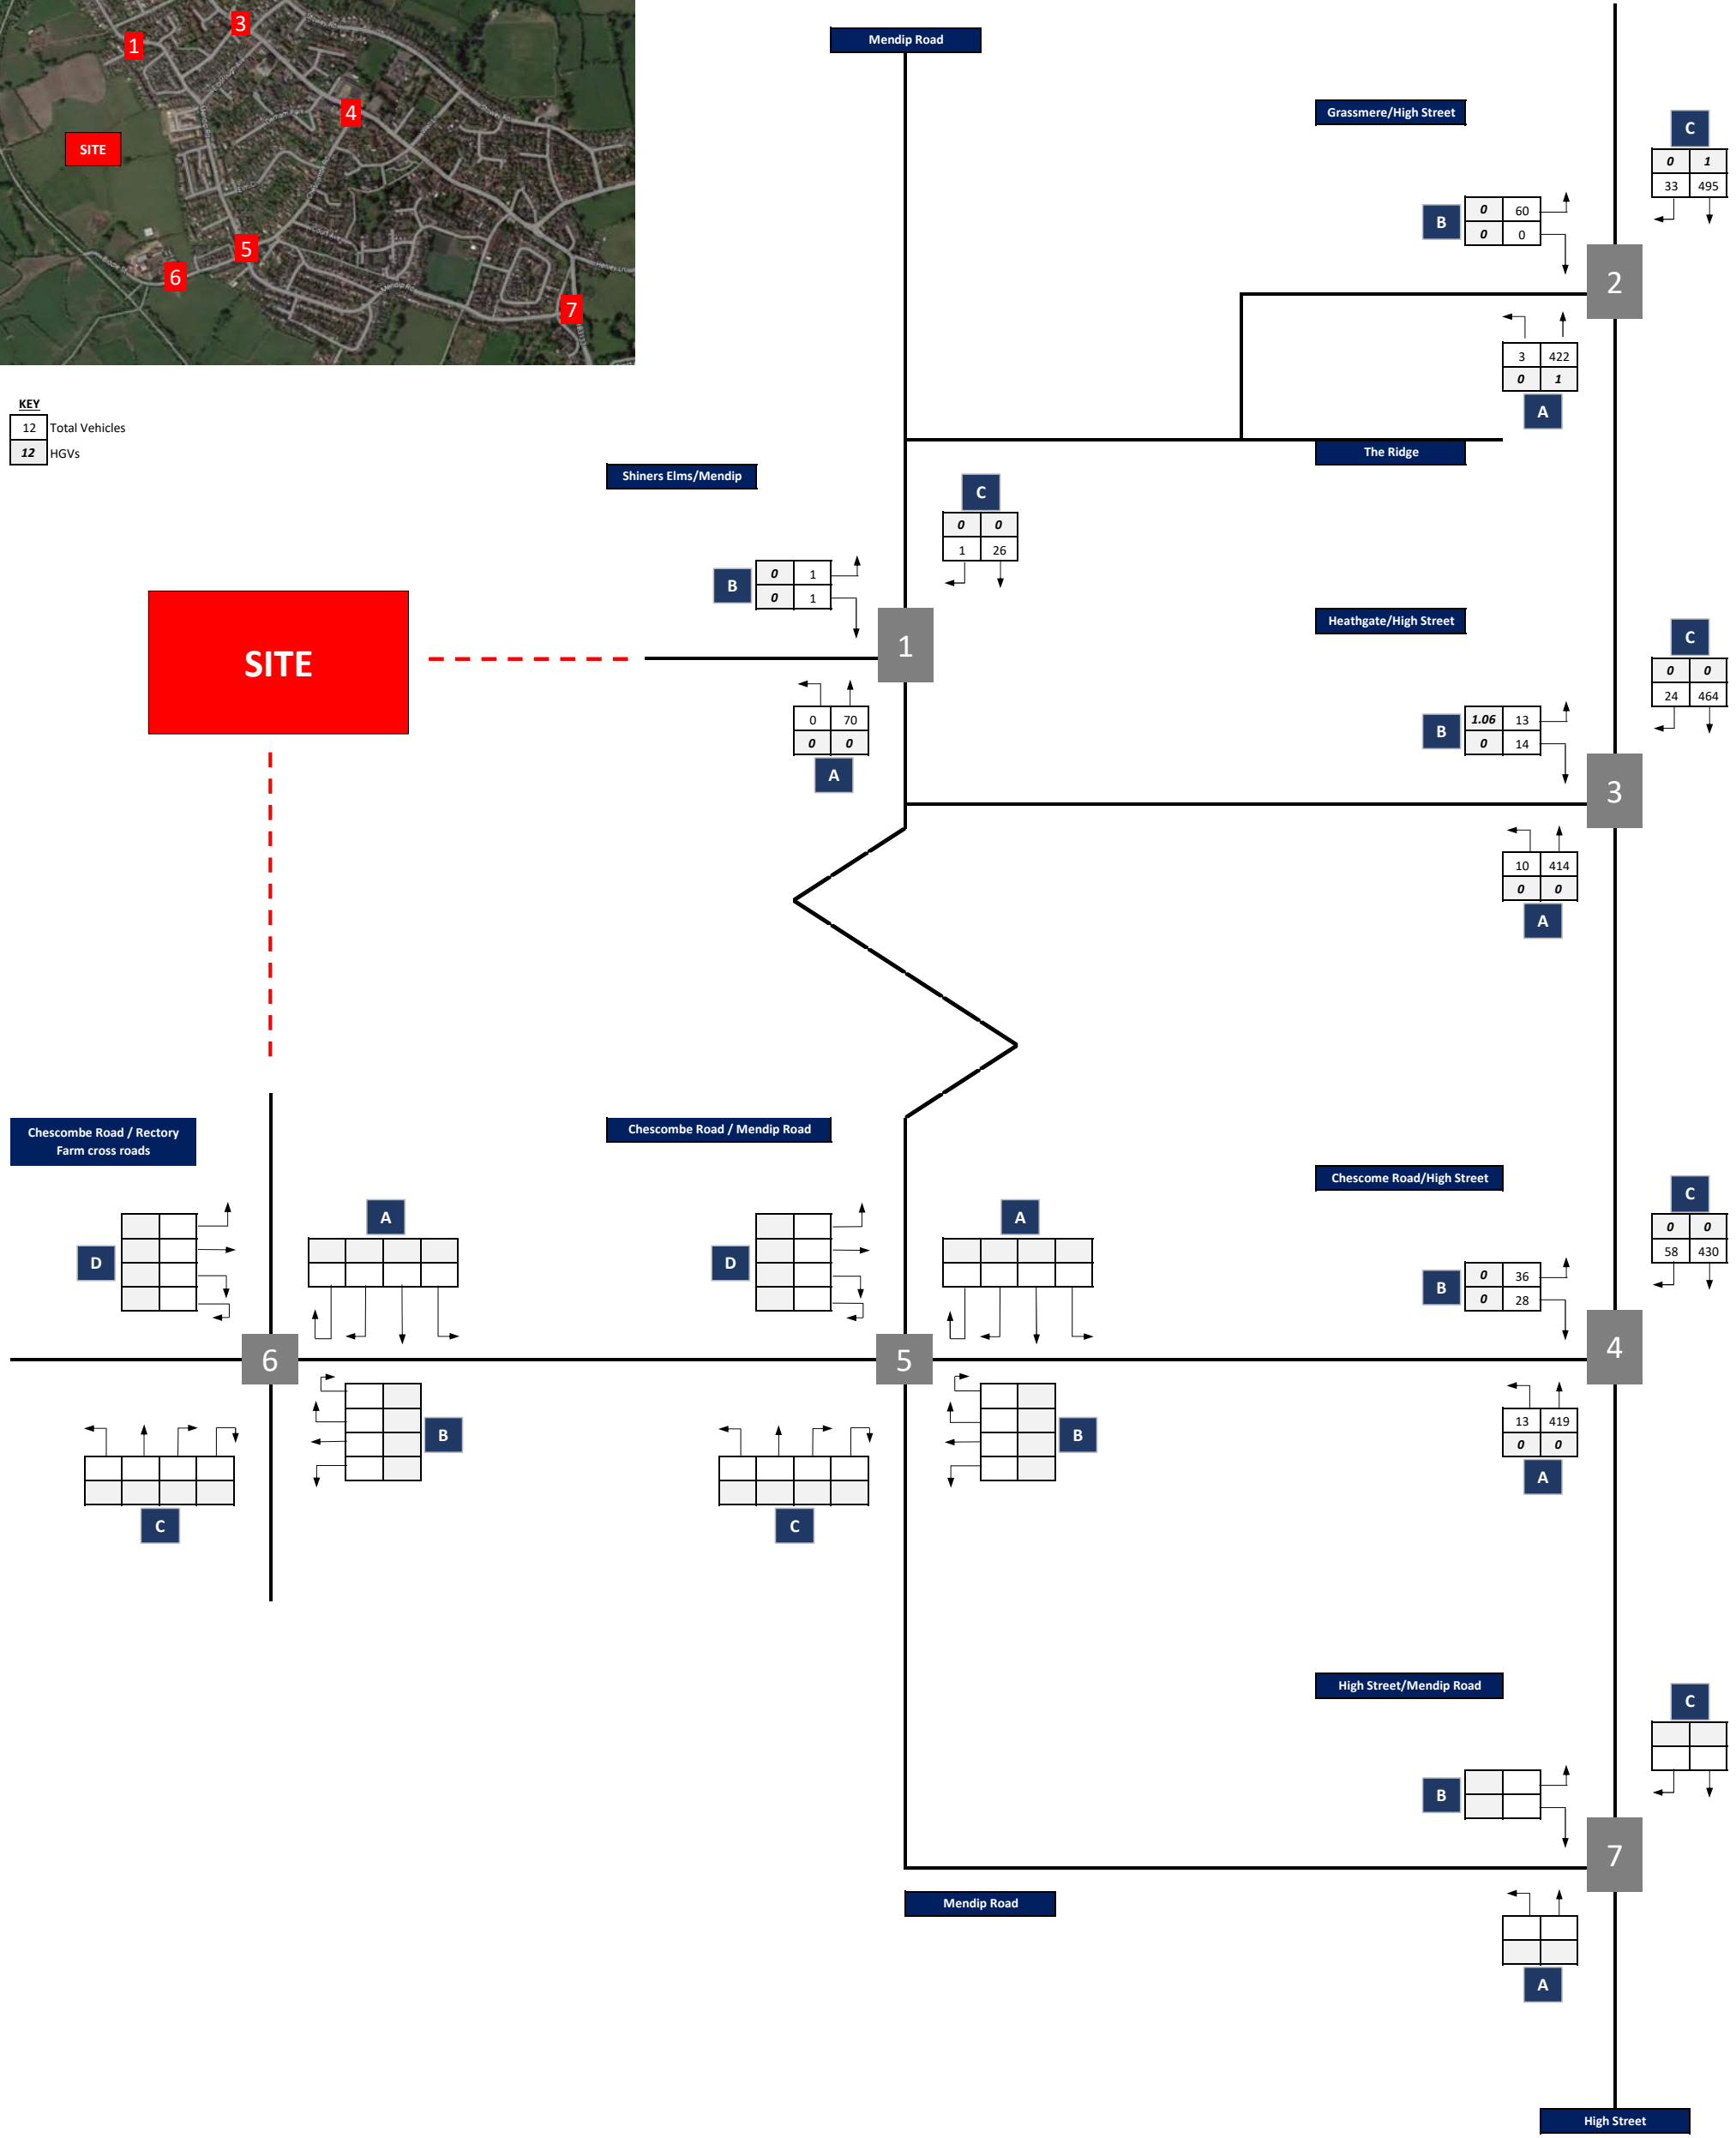 1
3
4
SITE
5
6
7
Mendip Road
Grassmere/High Street
C
0 1
33 495
B
0 60
0 0
2
3 422
0 1
A
KEY
12 Total Vehicles
12 HGVs
The Ridge
Shiners Elms/Mendip
C
0 0
1 26
B
0 1
0 1
1
0 70
0 0
A
SITE
Heathgate/High Street
C
0 0
24 464
B
1.06 13
0 14
3
10 414
0 0
A
Chescombe Road / Rectory
Farm cross roads
D
A
6
B
C
Chescombe Road / Mendip Road
D
A
5
B
C
Chescome Road/High Street
C
0 0
58 430
B
0 36
0 28
4
13 419
0 0
A
High Street/Mendip Road
C
B
7
Mendip Road
A
High Street